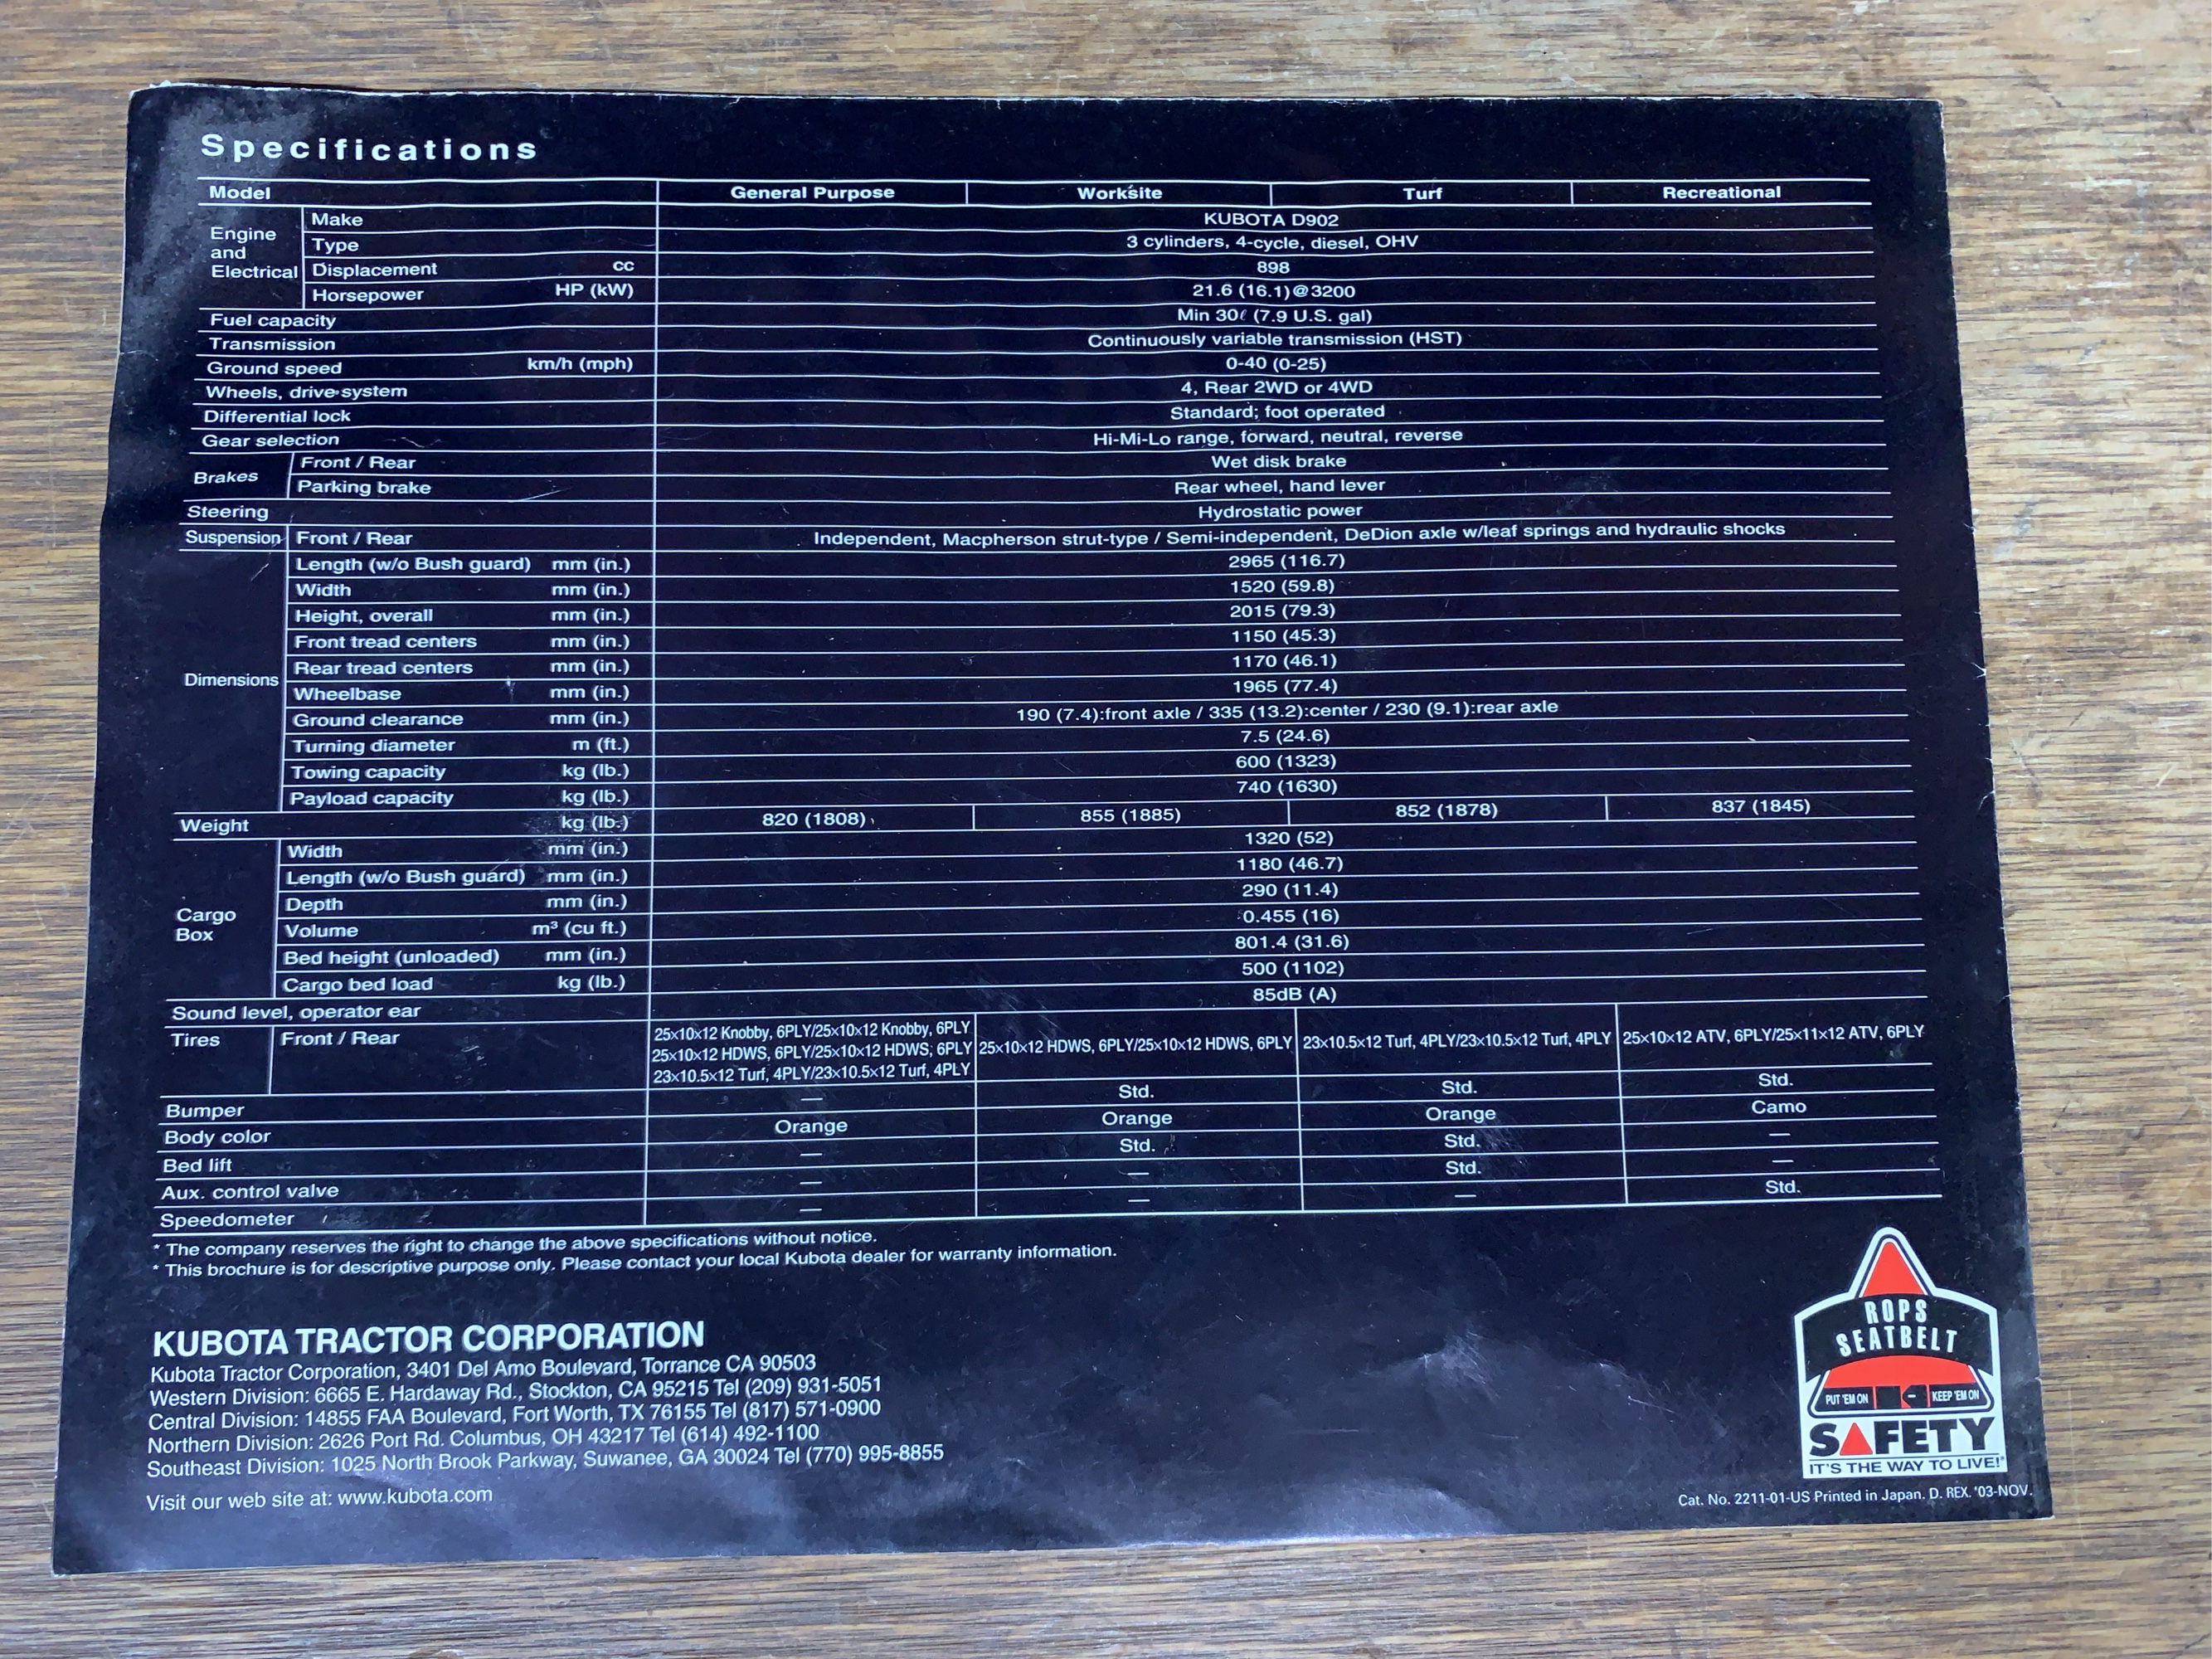 Specifications
Model General Purpose Worksite Turf Recreational
Engine and Electrical Make KUBOTA D902
Type 3 cylinders, 4-cycle, diesel, OHV
Displacement cc 898
Horsepower HP (kW) 21.6 (16.1)@3200
Fuel capacity Min 30ℓ (7.9 U.S. gal)
Transmission Continuously variable transmission (HST)
Ground speed km/h (mph) 0-40 (0-25)
Wheels, drive system 4, Rear 2WD or 4WD
Differential lock Standard; foot operated
Gear selection Hi-Mi-Lo range, forward, neutral, reverse
Brakes Front / Rear Wet disk brake
Parking brake Rear wheel, hand lever
Steering Hydrostatic power
Suspension Front / Rear Independent, Macpherson strut-type / Semi-independent, DeDion axle w/leaf springs and hydraulic shocks
Dimensions Length (w/o Bush guard) mm (in.) 2965 (116.7)
Width mm (in.) 1520 (59.8)
Height, overall mm (in.) 2015 (79.3)
Front tread centers mm (in.) 1150 (45.3)
Rear tread centers mm (in.) 1170 (46.1)
Wheelbase mm (in.) 1965 (77.4)
Ground clearance mm (in.) 190 (7.4):front axle / 335 (13.2):center / 230 (9.1):rear axle
Turning diameter m (ft.) 7.5 (24.6)
Towing capacity kg (lb.) 600 (1323)
Payload capacity kg (lb.) 740 (1630)
Weight kg (lb.) 820 (1808) 855 (1885) 852 (1878) 837 (1845)
Cargo Box Width mm (in.) 1320 (52)
Length (w/o Bush guard) mm (in.) 1180 (46.7)
Depth mm (in.) 290 (11.4)
Volume m³ (cu ft.) 0.455 (16)
Bed height (unloaded) mm (in.) 801.4 (31.6)
Cargo bed load kg (lb.) 500 (1102)
Sound level, operator ear 85dB (A)
Tires Front / Rear 25×10×12 Knobby, 6PLY/25×10×12 Knobby, 6PLY
25×10×12 HDWS, 6PLY/25×10×12 HDWS, 6PLY 25×10×12 HDWS, 6PLY/25×10×12 HDWS, 6PLY 23×10.5×12 Turf, 4PLY/23×10.5×12 Turf, 4PLY 25×10×12 ATV, 6PLY/25×11×12 ATV, 6PLY
23×10.5×12 Turf, 4PLY/23×10.5×12 Turf, 4PLY
Bumper — Std. Std. Std.
Body color Orange Orange Orange Camo
Bed lift — Std. Std. —
Aux. control valve — — Std. —
Speedometer — — — Std.
* The company reserves the right to change the above specifications without notice.
* This brochure is for descriptive purpose only. Please contact your local Kubota dealer for warranty information.
KUBOTA TRACTOR CORPORATION
Kubota Tractor Corporation, 3401 Del Amo Boulevard, Torrance CA 90503
Western Division: 6665 E. Hardaway Rd., Stockton, CA 95215 Tel (209) 931-5051
Central Division: 14855 FAA Boulevard, Fort Worth, TX 76155 Tel (817) 571-0900
Northern Division: 2626 Port Rd. Columbus, OH 43217 Tel (614) 492-1100
Southeast Division: 1025 North Brook Parkway, Suwanee, GA 30024 Tel (770) 995-8855
Visit our web site at: www.kubota.com
ROPS
SEATBELT
PUT 'EM ON KEEP 'EM ON
SAFETY
IT'S THE WAY TO LIVE!
Cat. No. 2211-01-US Printed in Japan. D. REX. '03-NOV.